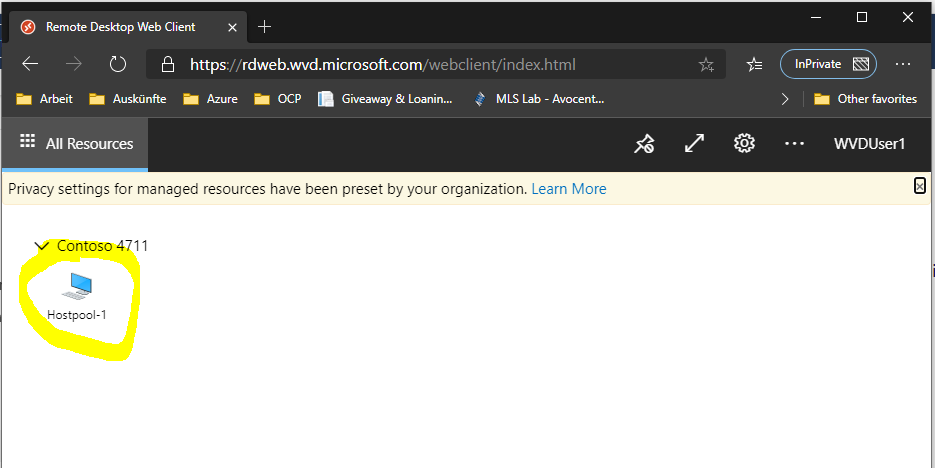 Remote Desktop Web Client
https://rdweb.wvd.microsoft.com/webclient/index.html
InPrivate
Arbeit Auskünfte Azure OCP Giveaway & Loanin... MLS Lab - Avocent... Other favorites
All Resources WVDUser1
Privacy settings for managed resources have been preset by your organization. Learn More
Contoso 4711
Hostpool-1